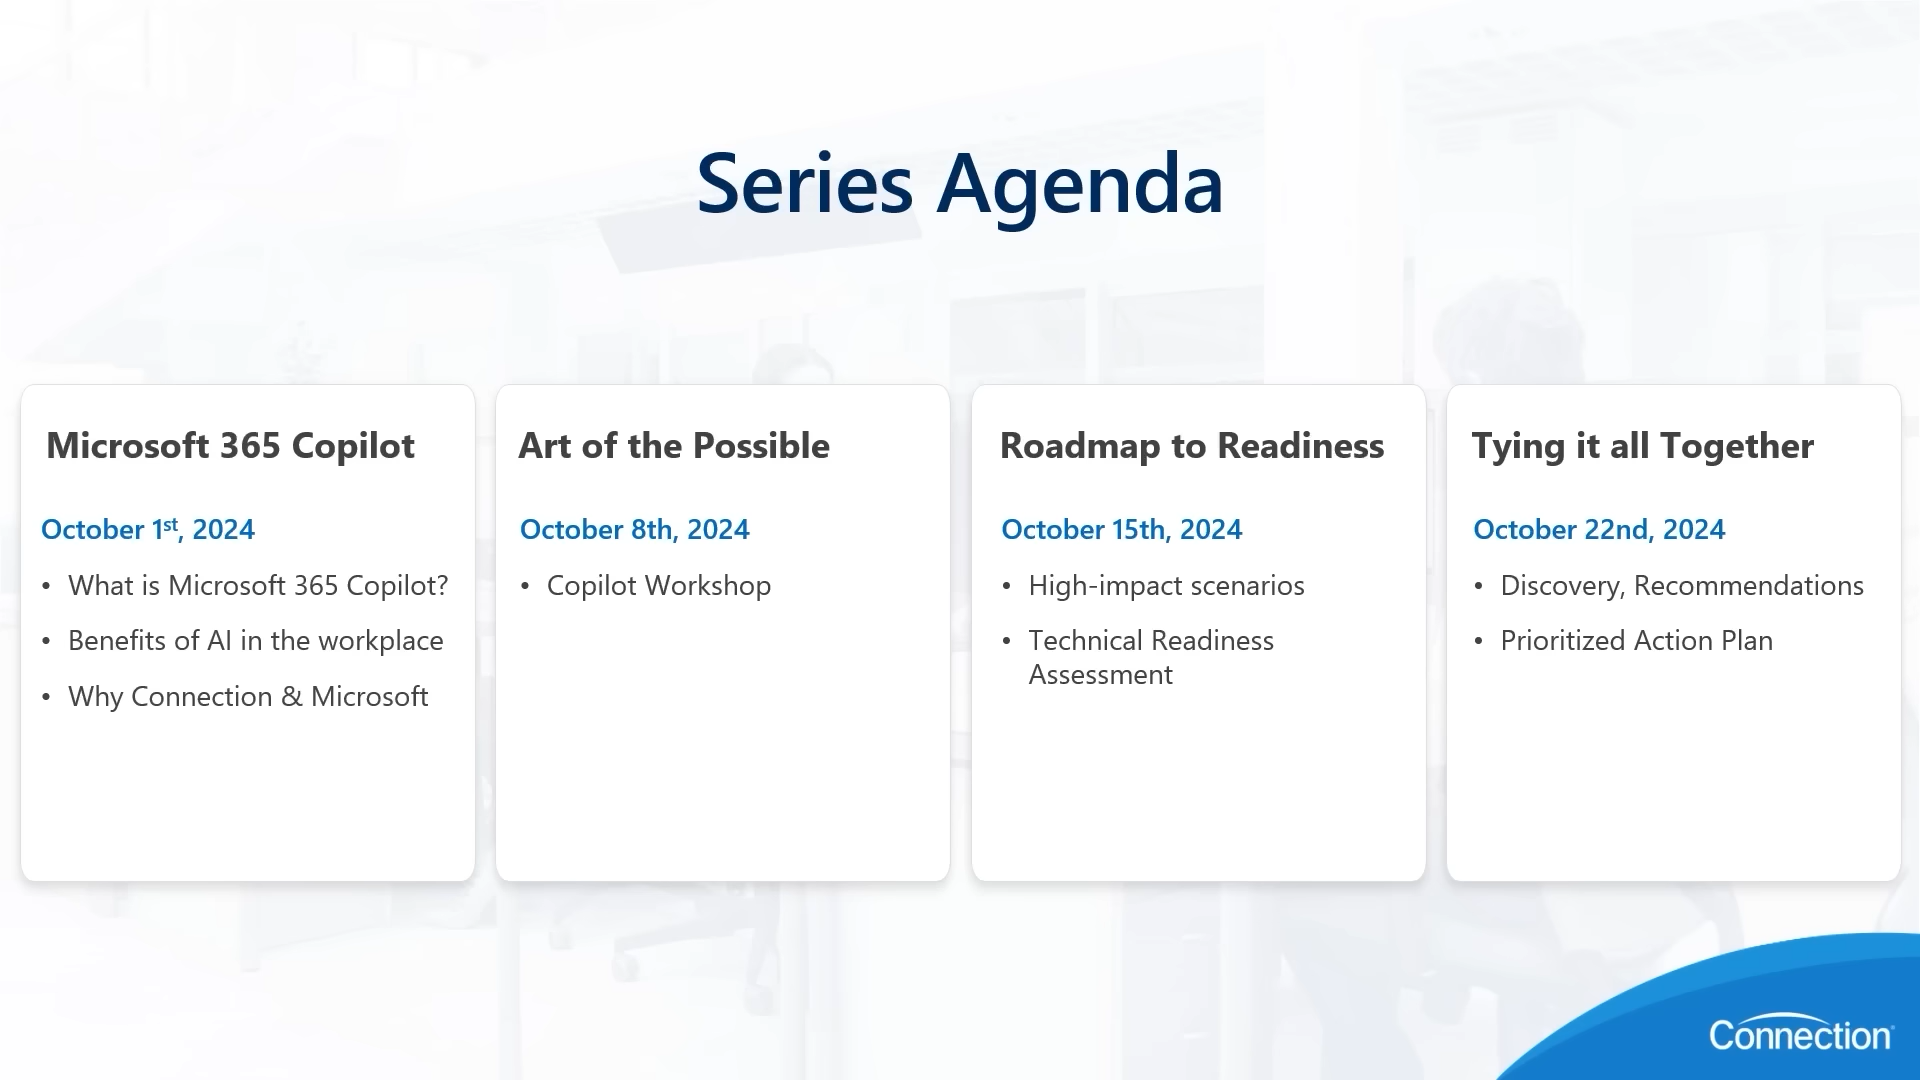 Series Agenda
Microsoft 365 Copilot
October 1st, 2024
• What is Microsoft 365 Copilot?
• Benefits of AI in the workplace
• Why Connection & Microsoft
Art of the Possible
October 8th, 2024
• Copilot Workshop
Roadmap to Readiness
October 15th, 2024
• High-impact scenarios
• Technical Readiness
Assessment
Tying it all Together
October 22nd, 2024
• Discovery, Recommendations
• Prioritized Action Plan
Connection